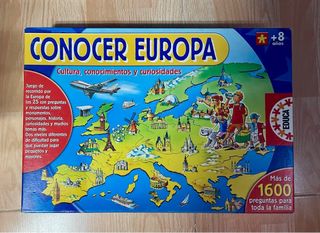 CONOCER EUROPA
Cultura, conocimientos y curiosidades
+8
años
Juego de
recorrido por
la Europa de
los 25 con preguntas
y respuestas sobre
monumentos,
personajes, historia,
curiosidades y muchos
temas más.
Dos niveles diferentes
de dificultad para
que puedan jugar
pequeños y
mayores.
EDUCA
Más de
1600
preguntas para
toda la familia